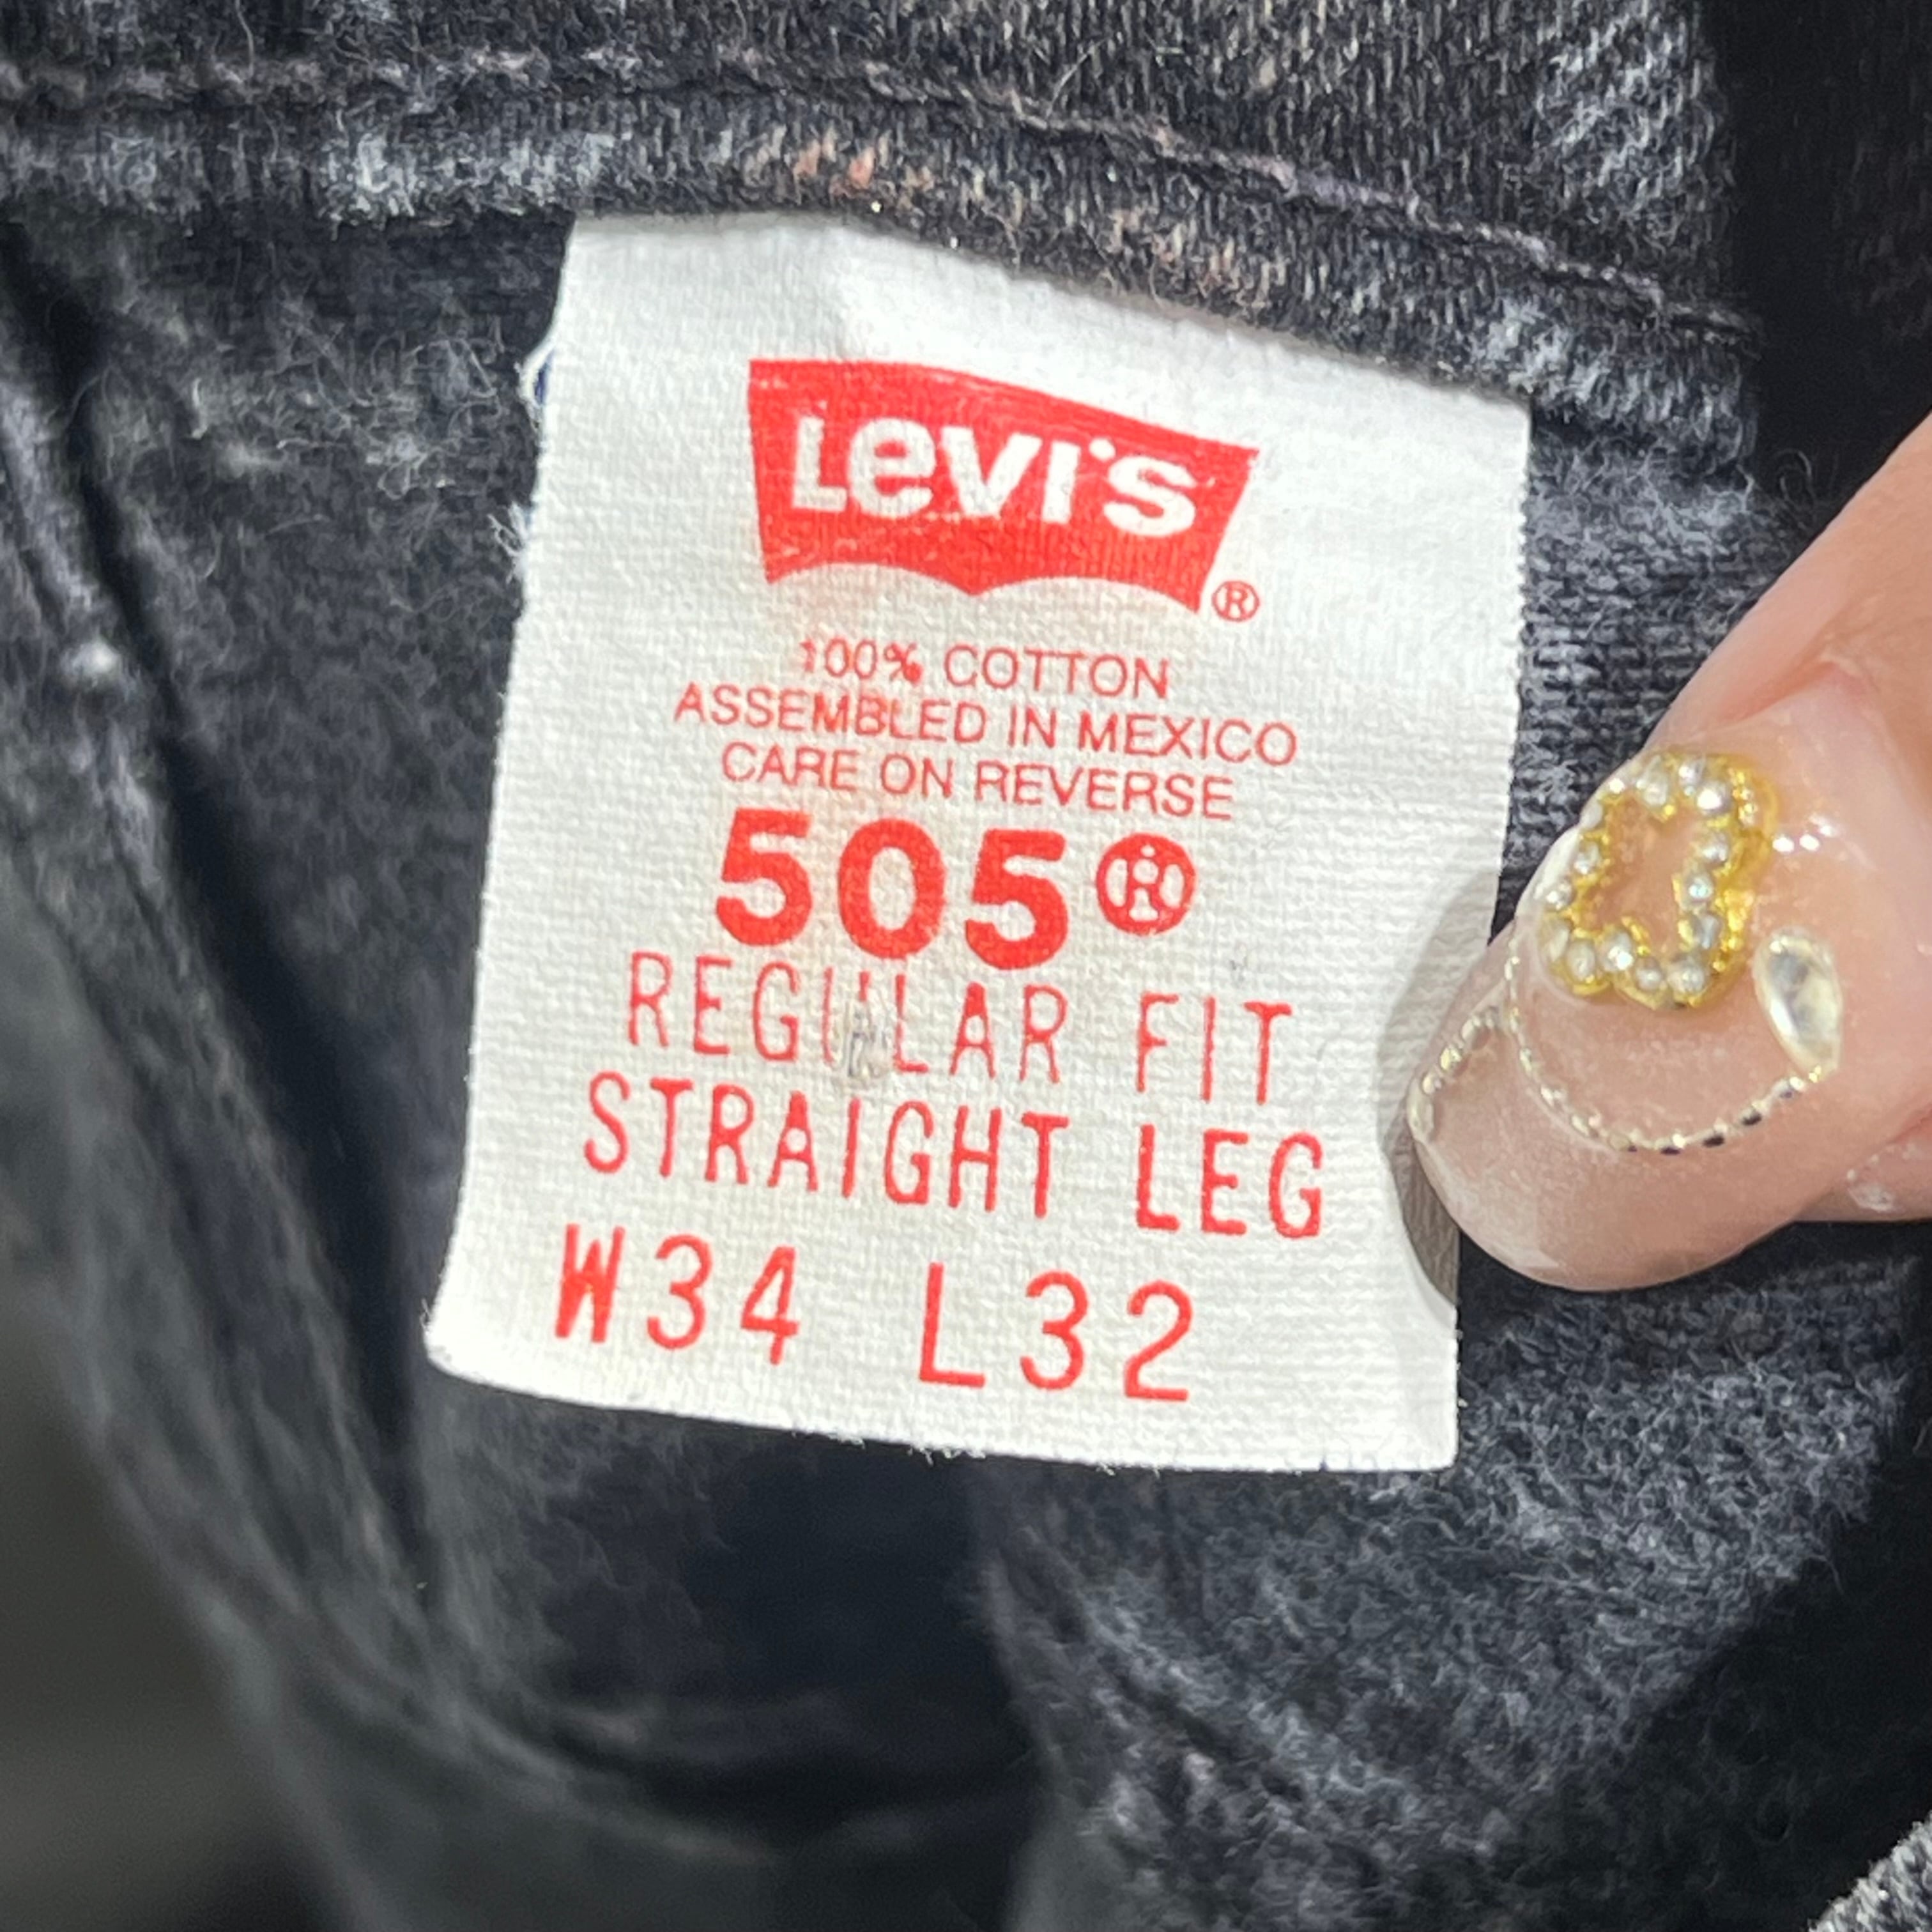 Levi's ®
100% COTTON
ASSEMBLED IN MEXICO
CARE ON REVERSE
505®
REGULAR FIT
STRAIGHT LEG
W34 L32